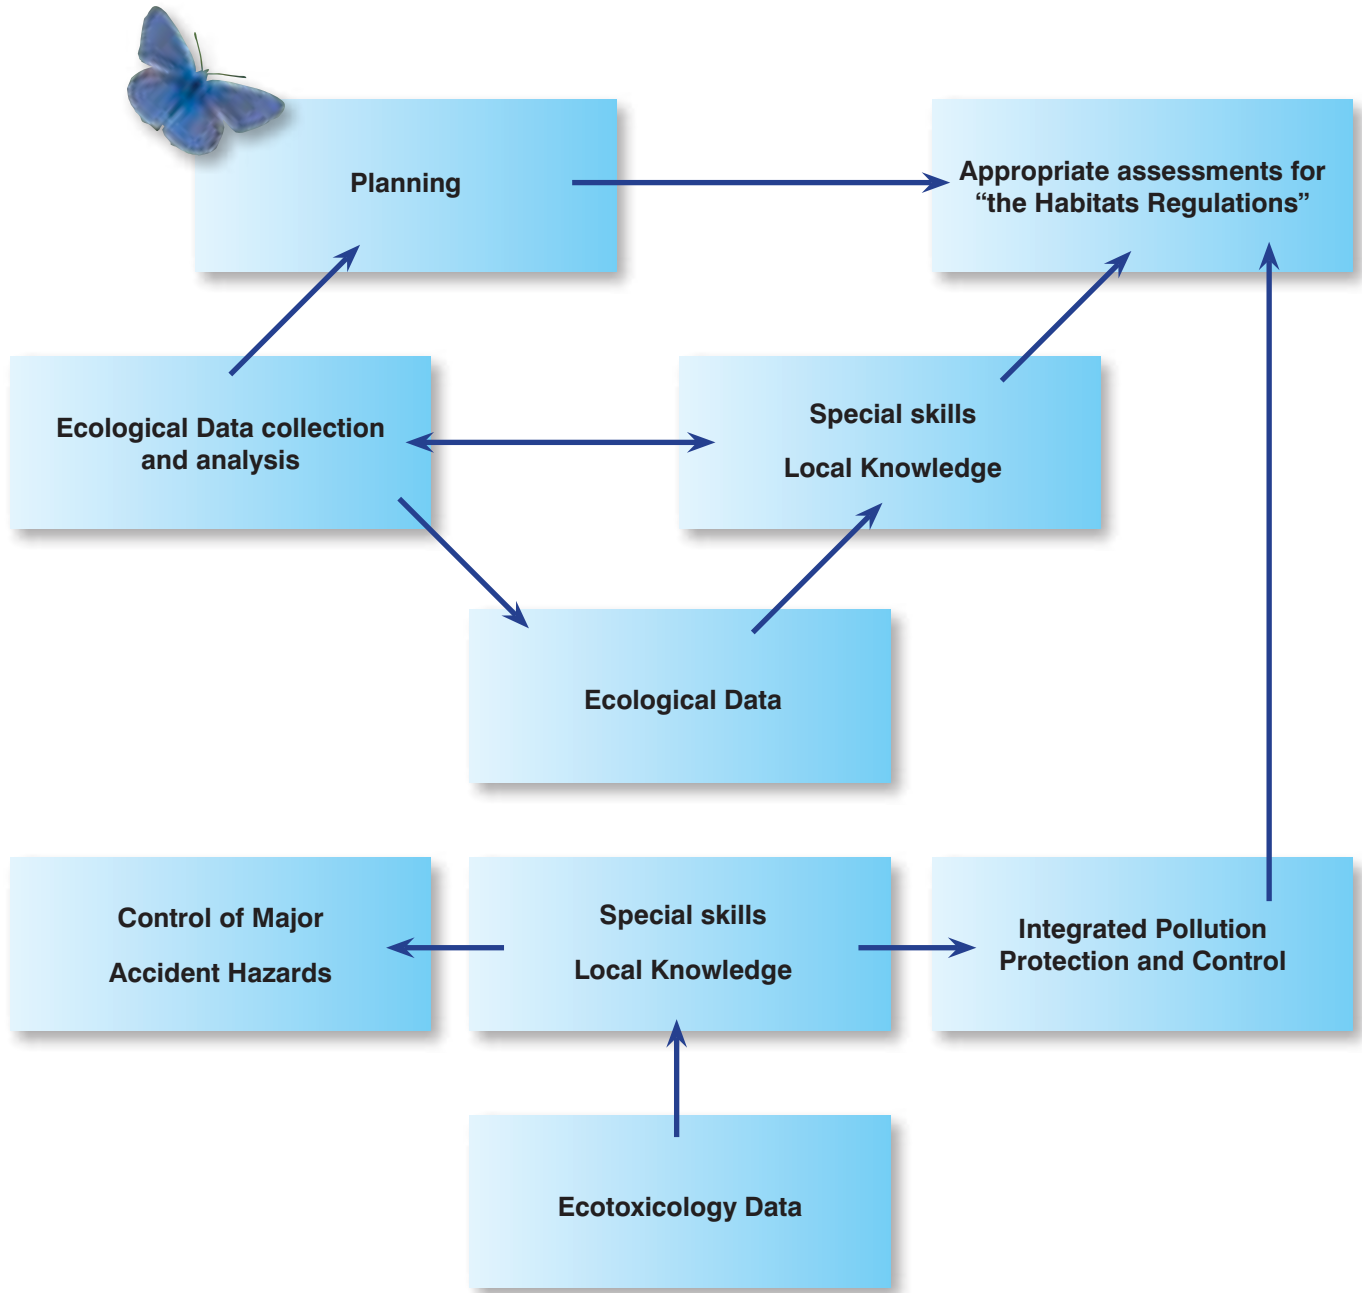 Planning
Appropriate assessments for
“the Habitats Regulations”
Ecological Data collection
and analysis
Special skills
Local Knowledge
Ecological Data
Control of Major
Accident Hazards
Special skills
Local Knowledge
Integrated Pollution
Protection and Control
Ecotoxicology Data